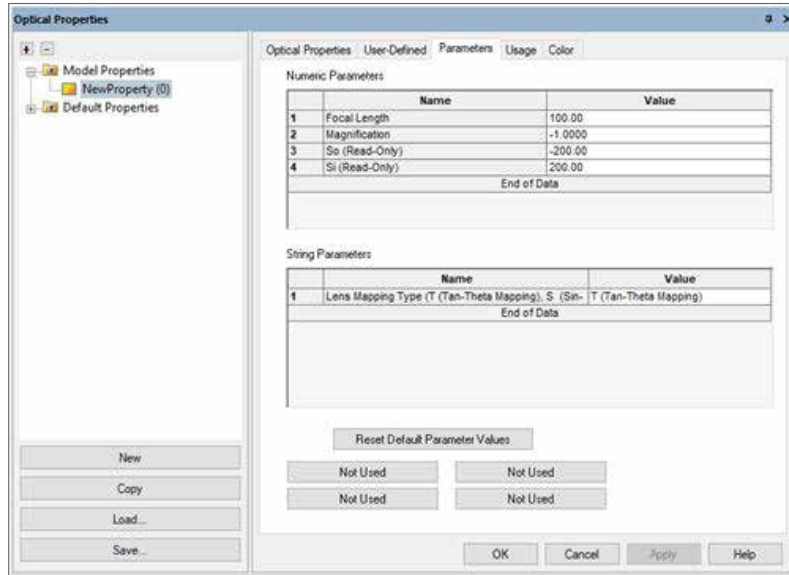 Optical Properties
Model Properties
NewProperty (0)
Default Properties
New
Copy
Load...
Save...
Optical Properties User-Defined Parameters Usage Color
Numeric Parameters
Name Value
1 Focal Length 100.00
2 Magnification -1.0000
3 So (Read-Only) -200.00
4 Si (Read-Only) 200.00
End of Data
String Parameters
Name Value
1 Lens Mapping Type (T (Tan-Theta Mapping), S (Sin- T (Tan-Theta Mapping)
End of Data
Reset Default Parameter Values
Not Used Not Used
Not Used Not Used
OK Cancel Apply Help